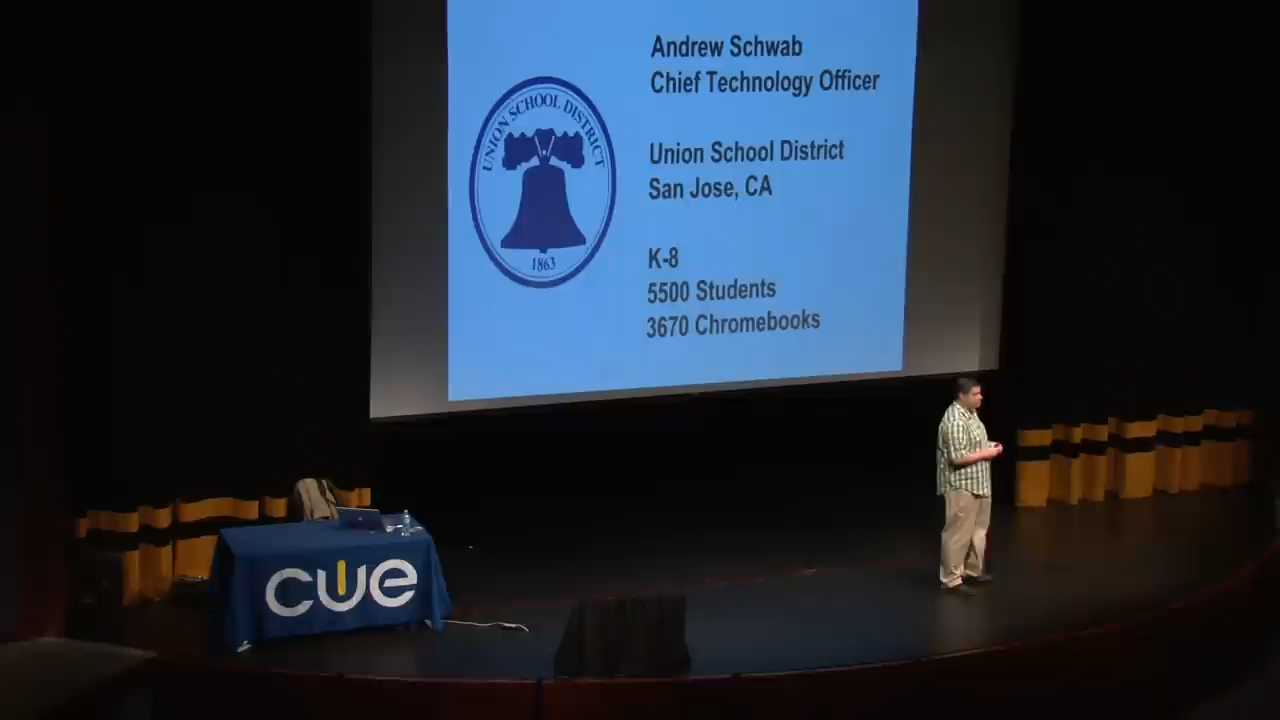 Andrew Schwab
Chief Technology Officer
UNION SCHOOL DISTRICT
Union School District
San Jose, CA
1863
K-8
5500 Students
3670 Chromebooks
cue